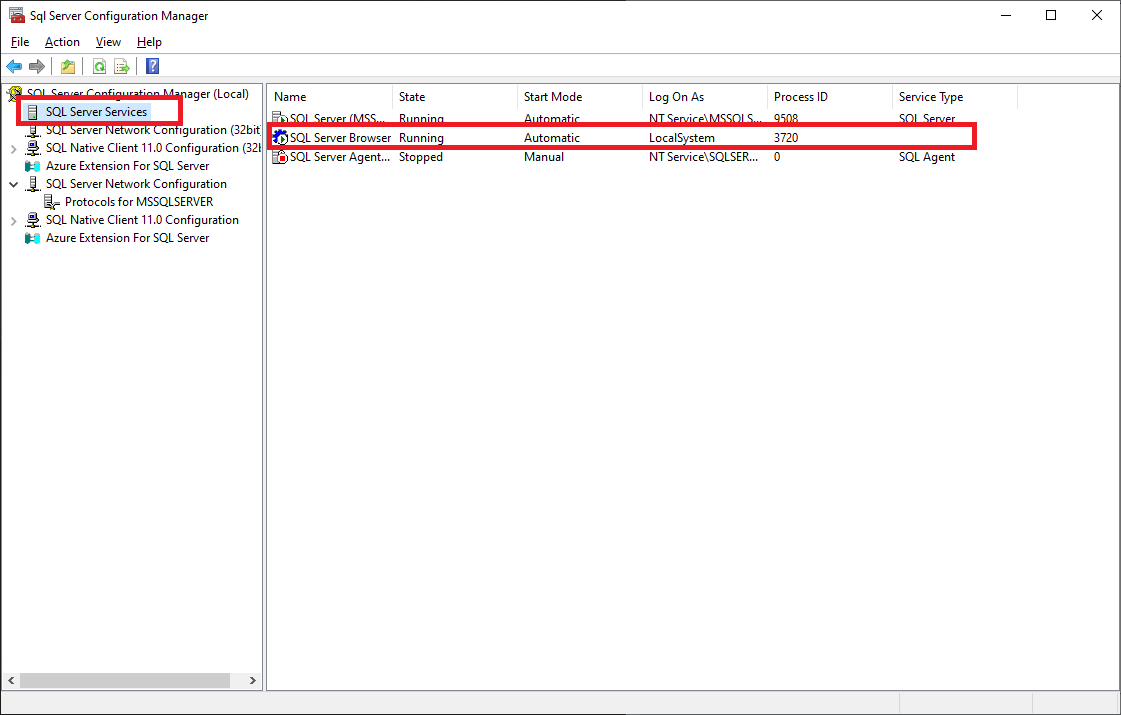 Sql Server Configuration Manager
File Action View Help
SQL Server Configuration Manager (Local)
SQL Server Services
SQL Server Network Configuration (32bit
SQL Native Client 11.0 Configuration (32
Azure Extension For SQL Server
SQL Server Network Configuration
Protocols for MSSQLSERVER
SQL Native Client 11.0 Configuration
Azure Extension For SQL Server
Name State Start Mode Log On As Process ID Service Type
SQL Server (MSS... Running Automatic NT Service\MSSQLS... 9508 SQL Server
SQL Server Browser Running Automatic LocalSystem 3720
SQL Server Agent... Stopped Manual NT Service\SQLSER... 0 SQL Agent